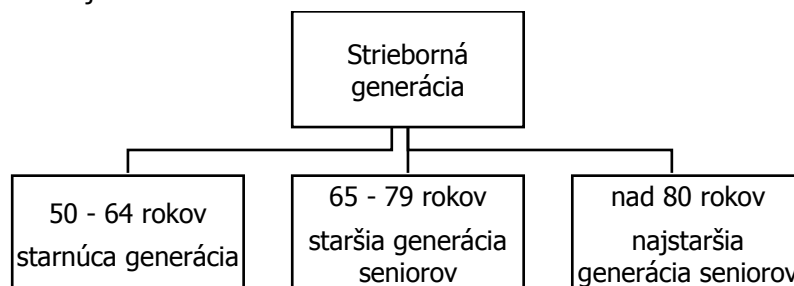 Strieborná
generácia
50 - 64 rokov
starnúca generácia
65 - 79 rokov
staršia generácia
seniorov
nad 80 rokov
najstaršia
generácia seniorov